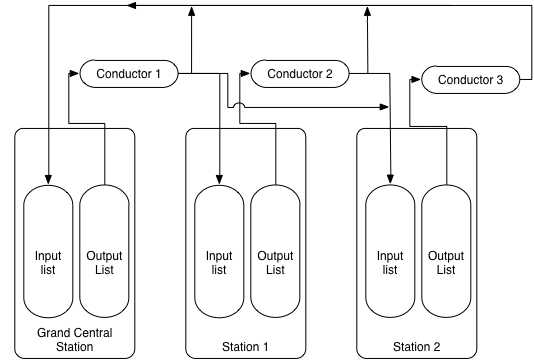 Conductor 1
Conductor 2
Conductor 3
Input
list
Output
List
Input
list
Output
List
Input
list
Output
List
Grand Central
Station
Station 1
Station 2